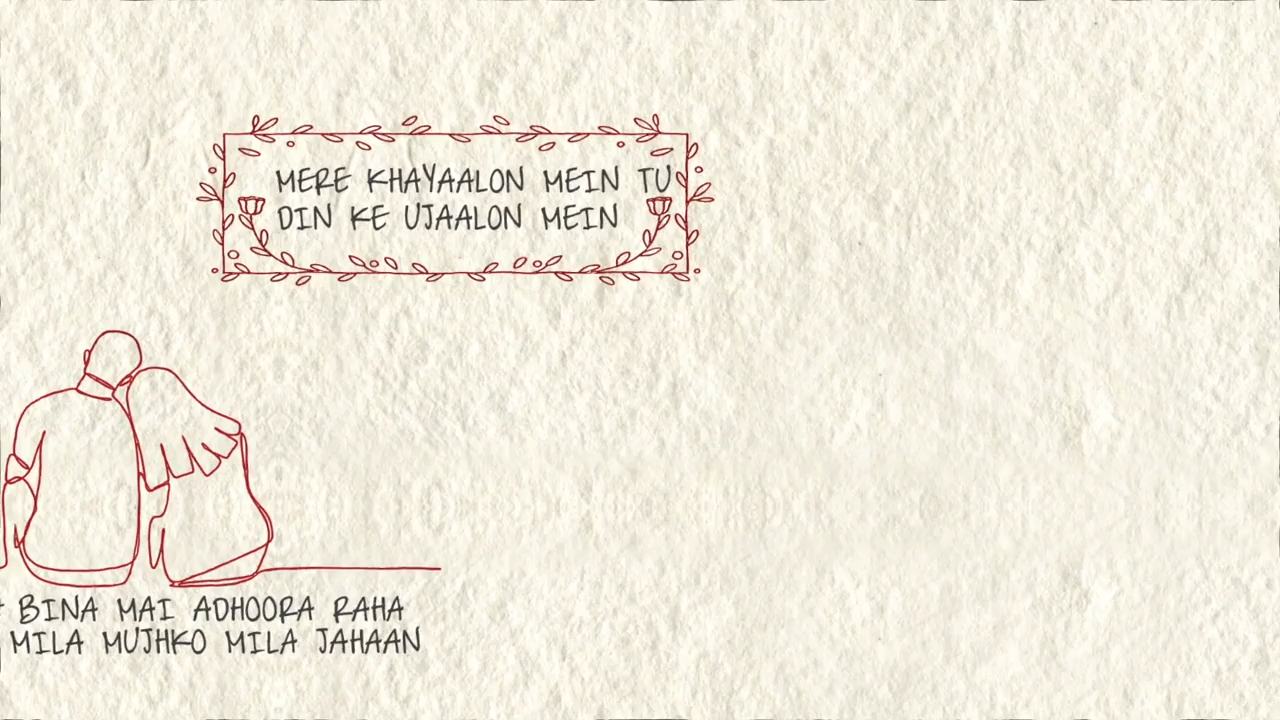 MERE KHAYAALON MEIN TU
DIN KE UJAALON MEIN
BINA MAI ADHOORA RAHA
MILA MUJHKO MILA JAHAAN